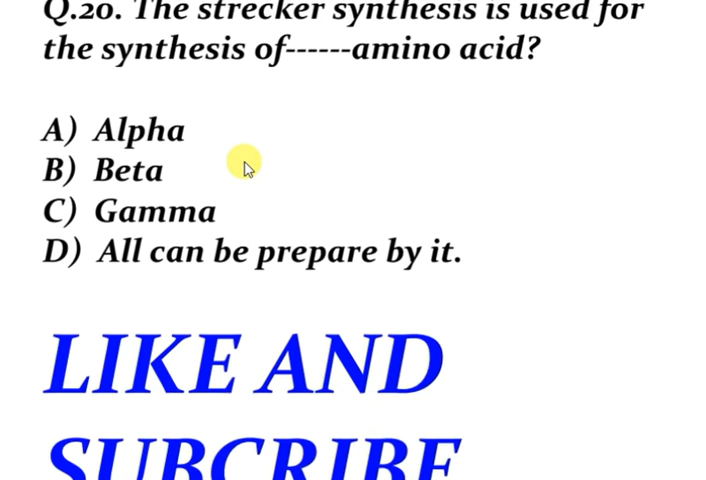 Q.20. The strecker synthesis is used for
the synthesis of------amino acid?
A) Alpha
B) Beta
C) Gamma
D) All can be prepare by it.
LIKE AND
SUBCRIBE